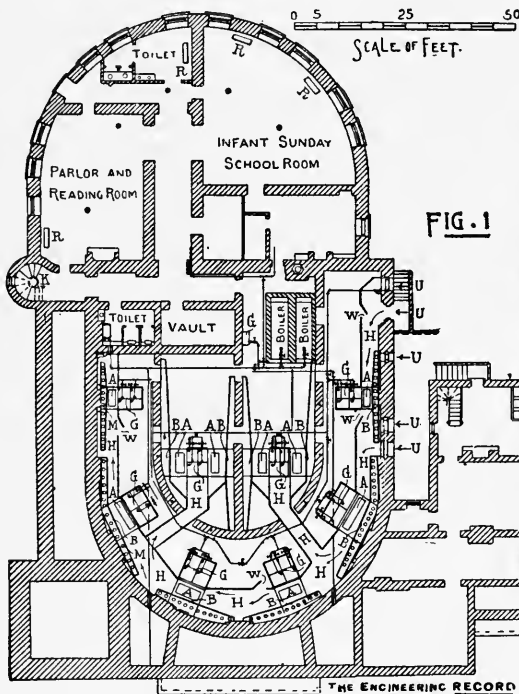 0 5 25 50
SCALE OF FEET.
TOILET
R
R
R
INFANT SUNDAY
SCHOOL ROOM
PARLOR AND
READING ROOM
R
FIG. 1
K
U
TOILET
VAULT
G
BOILER
BOILER
W
H
U
A
G
A
U
M
G
BA AB
BA AB
W
B
U
H
W
G
G
H
U
A
G
H
H
G
A
B
M
H
B
H
G
W
G
H
A
B
H
B
A
THE ENGINEERING RECORD